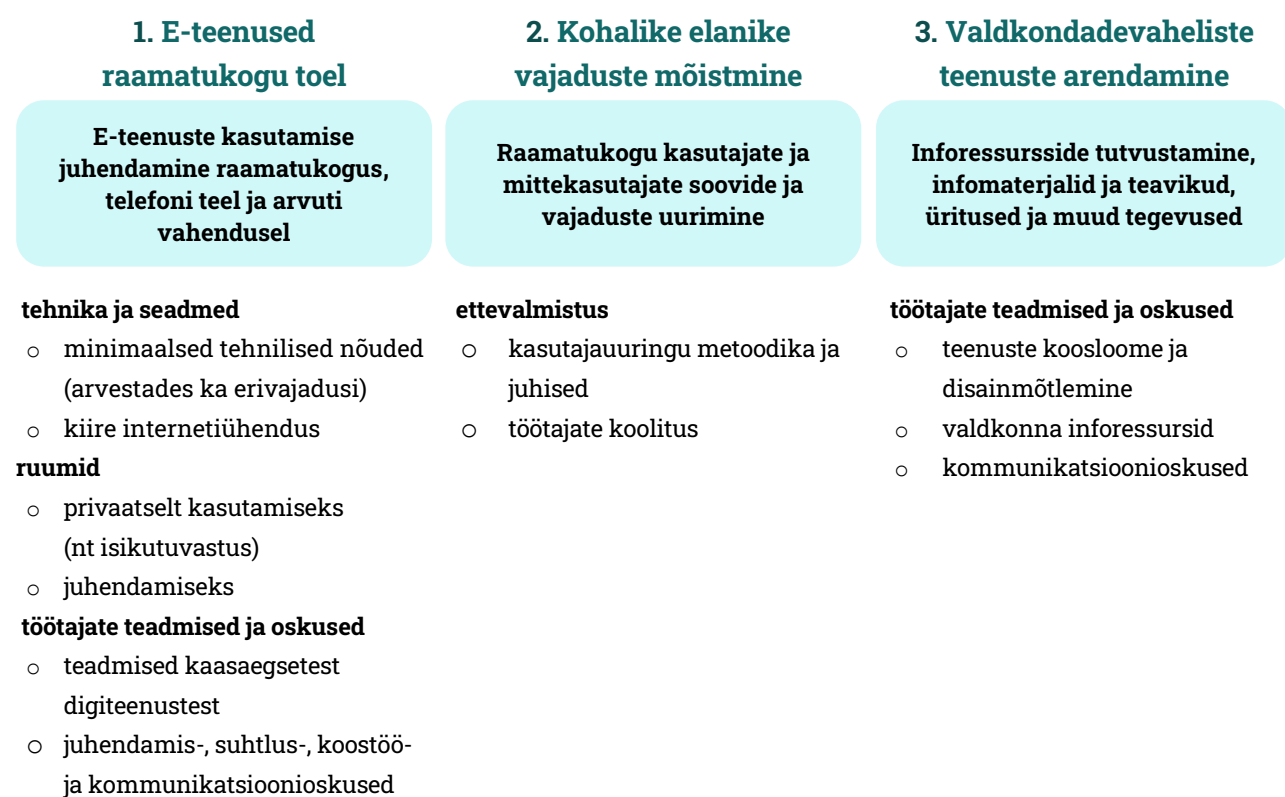 1. E-teenused
raamatukogu toel
E-teenuste kasutamise
juhendamine raamatukogus,
telefoni teel ja arvuti
vahendusel
tehnika ja seadmed
o minimaalsed tehnilised nõuded
(arvestades ka erivajadusi)
o kiire internetiühendus
ruumid
o privaatselt kasutamiseks
(nt isikutuvastus)
o juhendamiseks
töötajate teadmised ja oskused
o teadmised kaasaegsetest
digiteenustest
o juhendamis-, suhtlus-, koostöö-
ja kommunikatsioonioskused
2. Kohalike elanike
vajaduste mõistmine
Raamatukogu kasutajate ja
mittekasutajate soovide ja
vajaduste uurimine
ettevalmistus
o kasutajauuringu metoodika ja
juhised
o töötajate koolitus
3. Valdkondadevaheliste
teenuste arendamine
Inforessursside tutvustamine,
infomaterjalid ja teavikud,
üritused ja muud tegevused
töötajate teadmised ja oskused
o teenuste koosloome ja
disainmõtlemine
o valdkonna inforessursid
o kommunikatsioonioskused